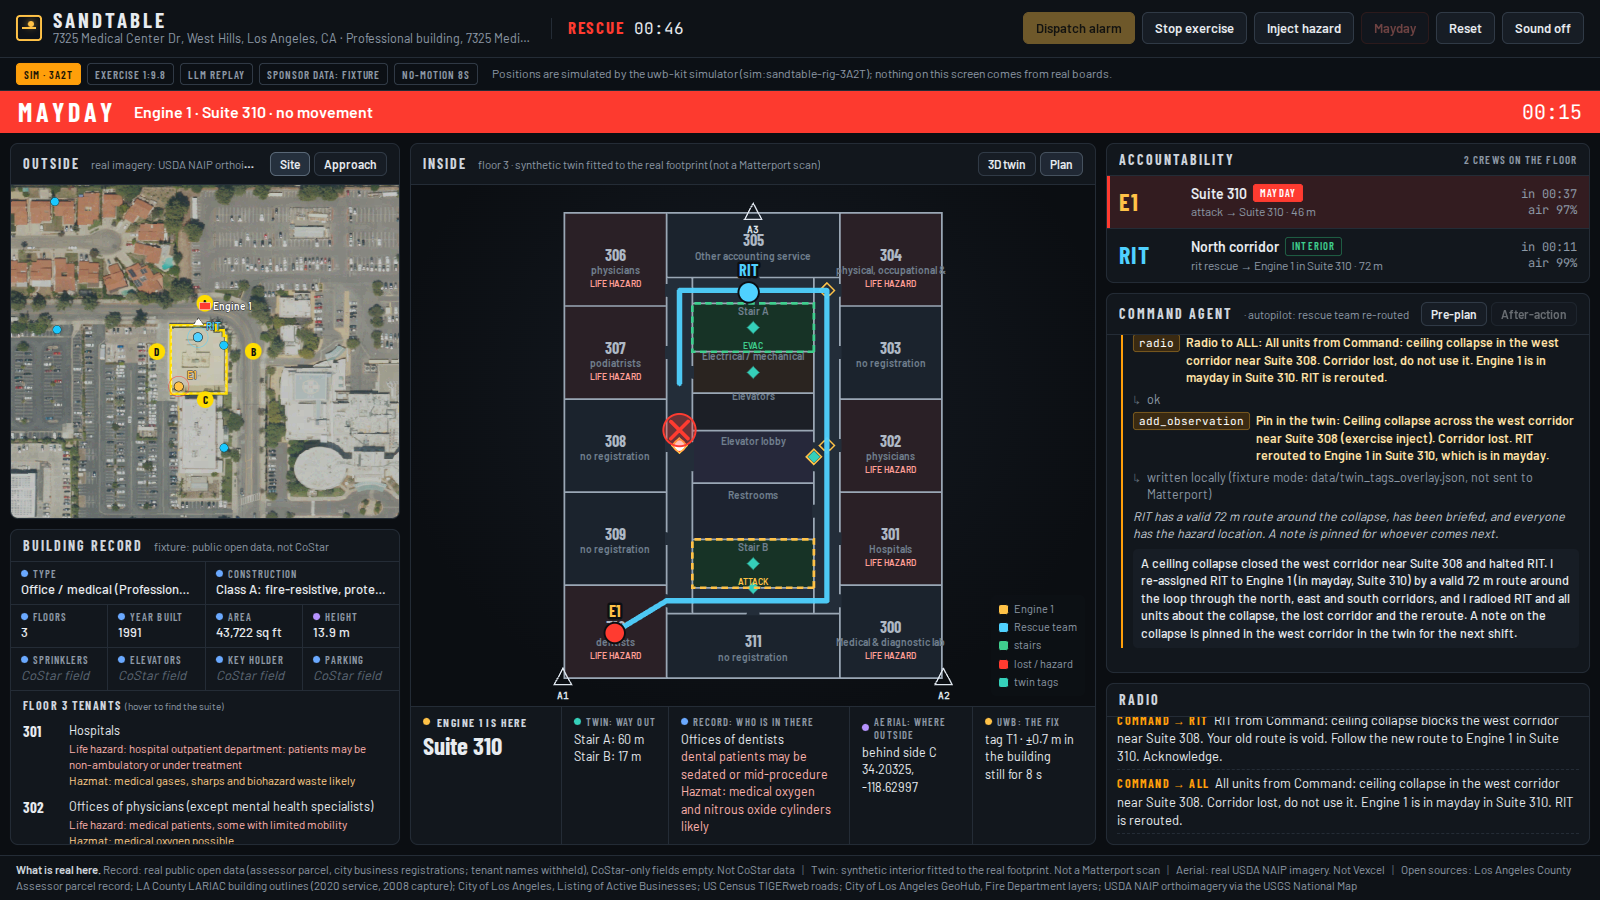 SANDTABLE
7325 Medical Center Dr, West Hills, Los Angeles, CA · Professional building, 7325 Medi...
RESCUE 00:46
Dispatch alarm
Stop exercise
Inject hazard
Mayday
Reset
Sound off
SIM · 3A2T
EXERCISE 1:9.8
LLM REPLAY
SPONSOR DATA: FIXTURE
NO-MOTION 8S
Positions are simulated by the uwb-kit simulator (sim:sandtable-rig-3A2T); nothing on this screen comes from real boards.
MAYDAY Engine 1 · Suite 310 · no movement
00:15
OUTSIDE real imagery: USDA NAIP orthoi...
Site
Approach
Engine 1
RIT
D
B
E1
C
BUILDING RECORD fixture: public open data, not CoStar
TYPE
Office / medical (Profession...
CONSTRUCTION
Class A: fire-resistive, prote...
FLOORS
3
YEAR BUILT
1991
AREA
43,722 sq ft
HEIGHT
13.9 m
SPRINKLERS
CoStar field
ELEVATORS
CoStar field
KEY HOLDER
CoStar field
PARKING
CoStar field
FLOOR 3 TENANTS (hover to find the suite)
301 Hospitals
Life hazard: hospital outpatient department: patients may be
non-ambulatory or under treatment
Hazmat: medical gases, sharps and biohazard waste likely
302 Offices of physicians (except mental health specialists)
Life hazard: medical patients, some with limited mobility
Hazmat: medical oxygen possible
INSIDE floor 3 · synthetic twin fitted to the real footprint (not a Matterport scan)
3D twin
Plan
A3
306
physicians
LIFE HAZARD
305
Other accounting service
304
physical, occupational &
LIFE HAZARD
RIT
Stair A
EVAC
307
podiatrists
LIFE HAZARD
Electrical / mechanical
303
no registration
Elevators
308
no registration
Elevator lobby
302
physicians
LIFE HAZARD
Restrooms
309
no registration
Stair B
ATTACK
301
Hospitals
LIFE HAZARD
E1
dentists
LIFE HAZARD
311
no registration
300
Medical & diagnostic lab
LIFE HAZARD
A1
A2
Engine 1
Rescue team
stairs
lost / hazard
twin tags
ENGINE 1 IS HERE
Suite 310
TWIN: WAY OUT
Stair A: 60 m
Stair B: 17 m
RECORD: WHO IS IN THERE
Offices of dentists
dental patients may be
sedated or mid-procedure
Hazmat: medical oxygen
and nitrous oxide cylinders
likely
AERIAL: WHERE
OUTSIDE
behind side C
34.20325,
-118.62997
UWB: THE FIX
tag T1 · ±0.7 m in
the building
still for 8 s
ACCOUNTABILITY
2 CREWS ON THE FLOOR
E1
Suite 310 MAYDAY
attack → Suite 310 · 46 m
in 00:37
air 97%
RIT
North corridor INTERIOR
rit rescue → Engine 1 in Suite 310 · 72 m
in 00:11
air 99%
COMMAND AGENT · autopilot: rescue team re-routed
Pre-plan
After-action
radio Radio to ALL: All units from Command: ceiling collapse in the west
corridor near Suite 308. Corridor lost, do not use it. Engine 1 is in
mayday in Suite 310. RIT is rerouted.
↳ ok
add_observation Pin in the twin: Ceiling collapse across the west corridor
near Suite 308 (exercise inject). Corridor lost. RIT
rerouted to Engine 1 in Suite 310, which is in mayday.
↳ written locally (fixture mode: data/twin_tags_overlay.json, not sent to
Matterport)
RIT has a valid 72 m route around the collapse, has been briefed, and everyone
has the hazard location. A note is pinned for whoever comes next.
A ceiling collapse closed the west corridor near Suite 308 and halted RIT. I
re-assigned RIT to Engine 1 (in mayday, Suite 310) by a valid 72 m route around
the loop through the north, east and south corridors, and I radioed RIT and all
units about the collapse, the lost corridor and the reroute. A note on the
collapse is pinned in the west corridor in the twin for the next shift.
RADIO
COMMAND → RIT RIT from Command: ceiling collapse blocks the west corridor
near Suite 308. Your old route is void. Follow the new route to Engine 1 in Suite
310. Acknowledge.
COMMAND → ALL All units from Command: ceiling collapse in the west corridor
near Suite 308. Corridor lost, do not use it. Engine 1 is in mayday in Suite 310. RIT
is rerouted.
What is real here. Record: real public open data (assessor parcel, city business registrations; tenant names withheld), CoStar-only fields empty. Not CoStar data | Twin: synthetic interior fitted to the real footprint. Not a Matterport scan | Aerial: real USDA NAIP imagery. Not Vexcel | Open sources: Los Angeles County
Assessor parcel record; LA County LARIAC building outlines (2020 service, 2008 capture); City of Los Angeles, Listing of Active Businesses; US Census TIGERweb roads; City of Los Angeles GeoHub, Fire Department layers; USDA NAIP orthoimagery via the USGS National Map